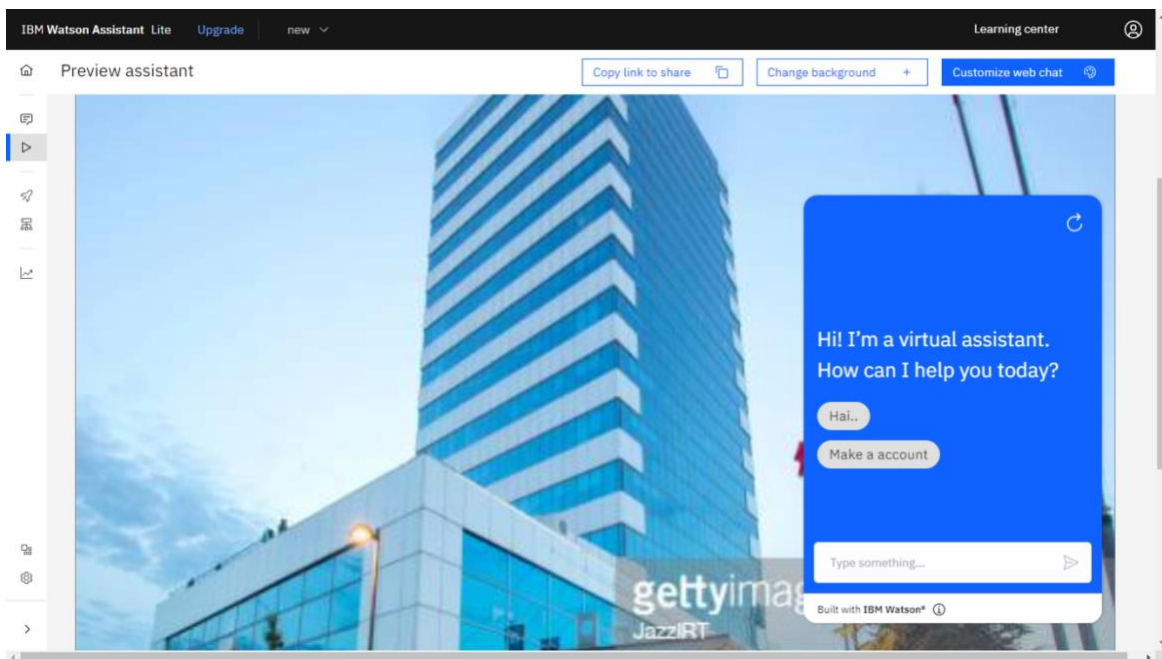 IBM Watson Assistant Lite Upgrade new Learning center
Preview assistant Copy link to share Change background + Customize web chat
Hi! I'm a virtual assistant.
How can I help you today?
Hai..
Make a account
Type something...
gettyimag
JazzIRT
Built with IBM Watson®